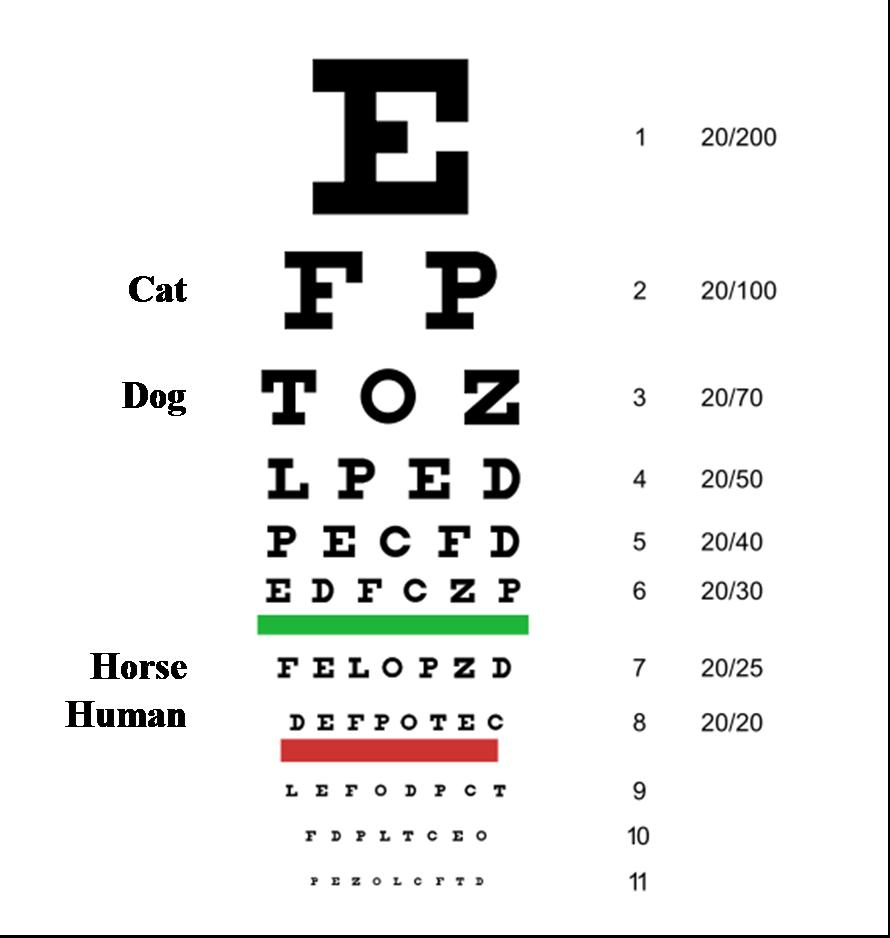 E 1 20/200
Cat F P 2 20/100
Dog T O Z 3 20/70
L P E D 4 20/50
P E C F D 5 20/40
E D F C Z P 6 20/30
Horse F E L O P Z D 7 20/25
Human D E F P O T E C 8 20/20
L E F O D P C T 9
F D P L T C E O 10
P E Z O L C F T D 11